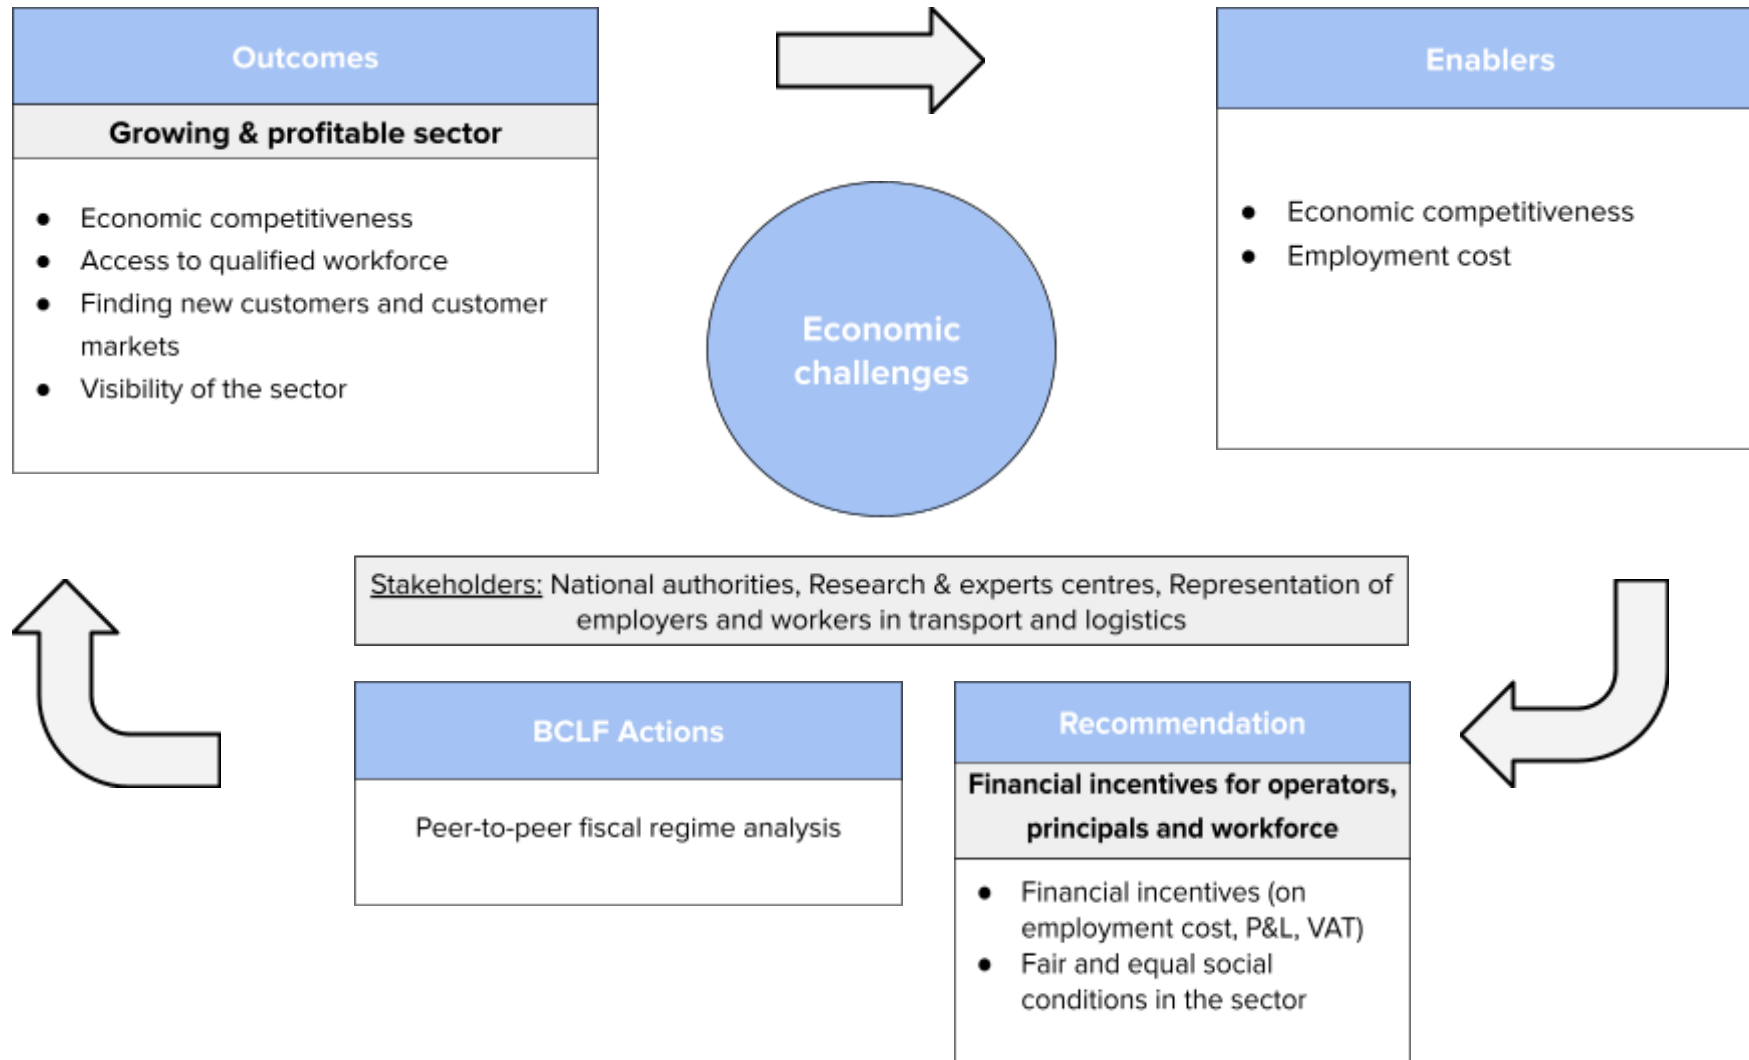 Outcomes
Growing & profitable sector
● Economic competitiveness
● Access to qualified workforce
● Finding new customers and customer
markets
● Visibility of the sector
Enablers
● Economic competitiveness
● Employment cost
Economic
challenges
Stakeholders: National authorities, Research & experts centres, Representation of
employers and workers in transport and logistics
BCLF Actions
Peer-to-peer fiscal regime analysis
Recommendation
Financial incentives for operators,
principals and workforce
● Financial incentives (on
employment cost, P&L, VAT)
● Fair and equal social
conditions in the sector